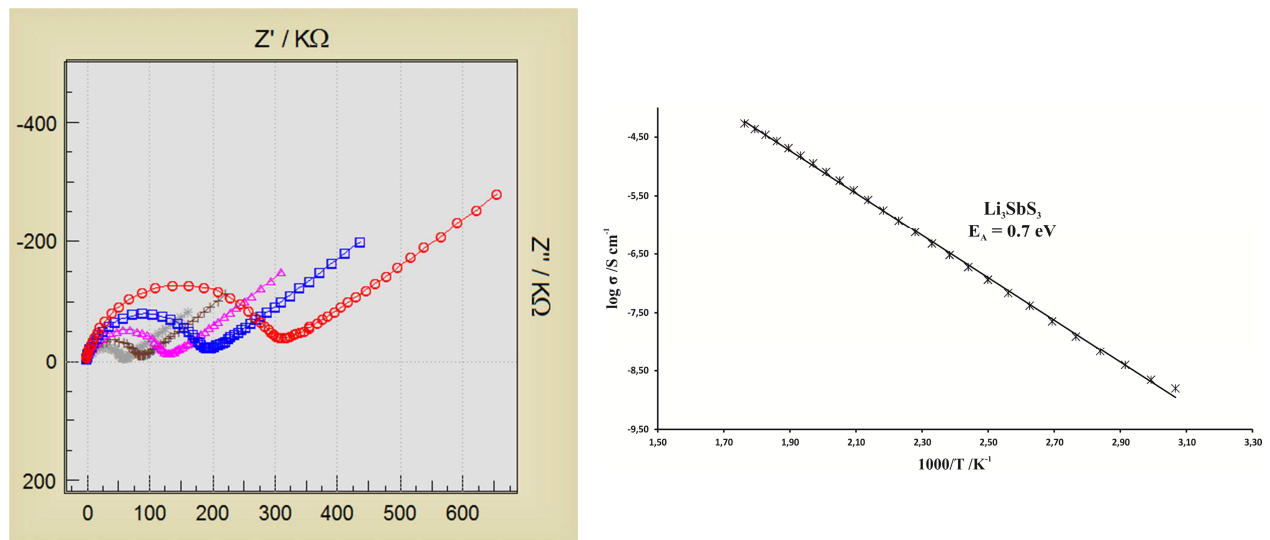 Z' / KΩ
-400
-200
0
200
0 100 200 300 400 500 600
Z'' / KΩ
log σ /S cm⁻¹
-4,50
-5,50
-6,50
-7,50
-8,50
-9,50
Li₃SbS₃
E_A = 0.7 eV
1,50 1,70 1,90 2,10 2,30 2,50 2,70 2,90 3,10 3,30
1000/T /K⁻¹